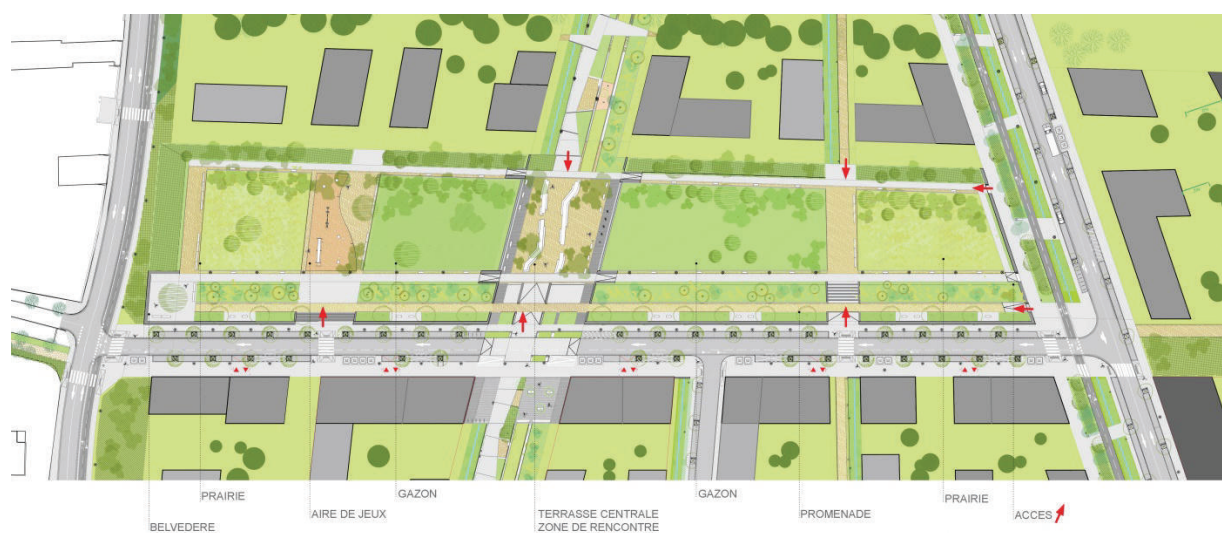 PRAIRIE
GAZON
GAZON
PRAIRIE
BELVEDERE
AIRE DE JEUX
TERRASSE CENTRALE
ZONE DE RENCONTRE
PROMENADE
ACCES